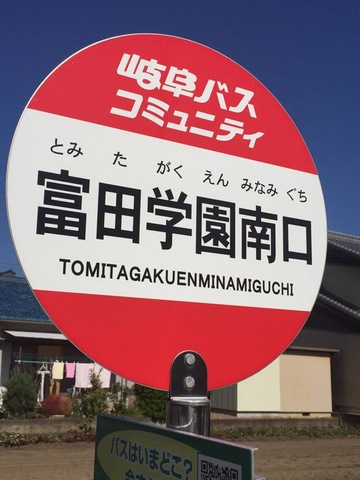 岐阜バス
コミュニティ
とみ た がく えん みなみ ぐち
富田学園南口
TOMITAGAKUENMINAMIGUCHI
バスはいまどこ?